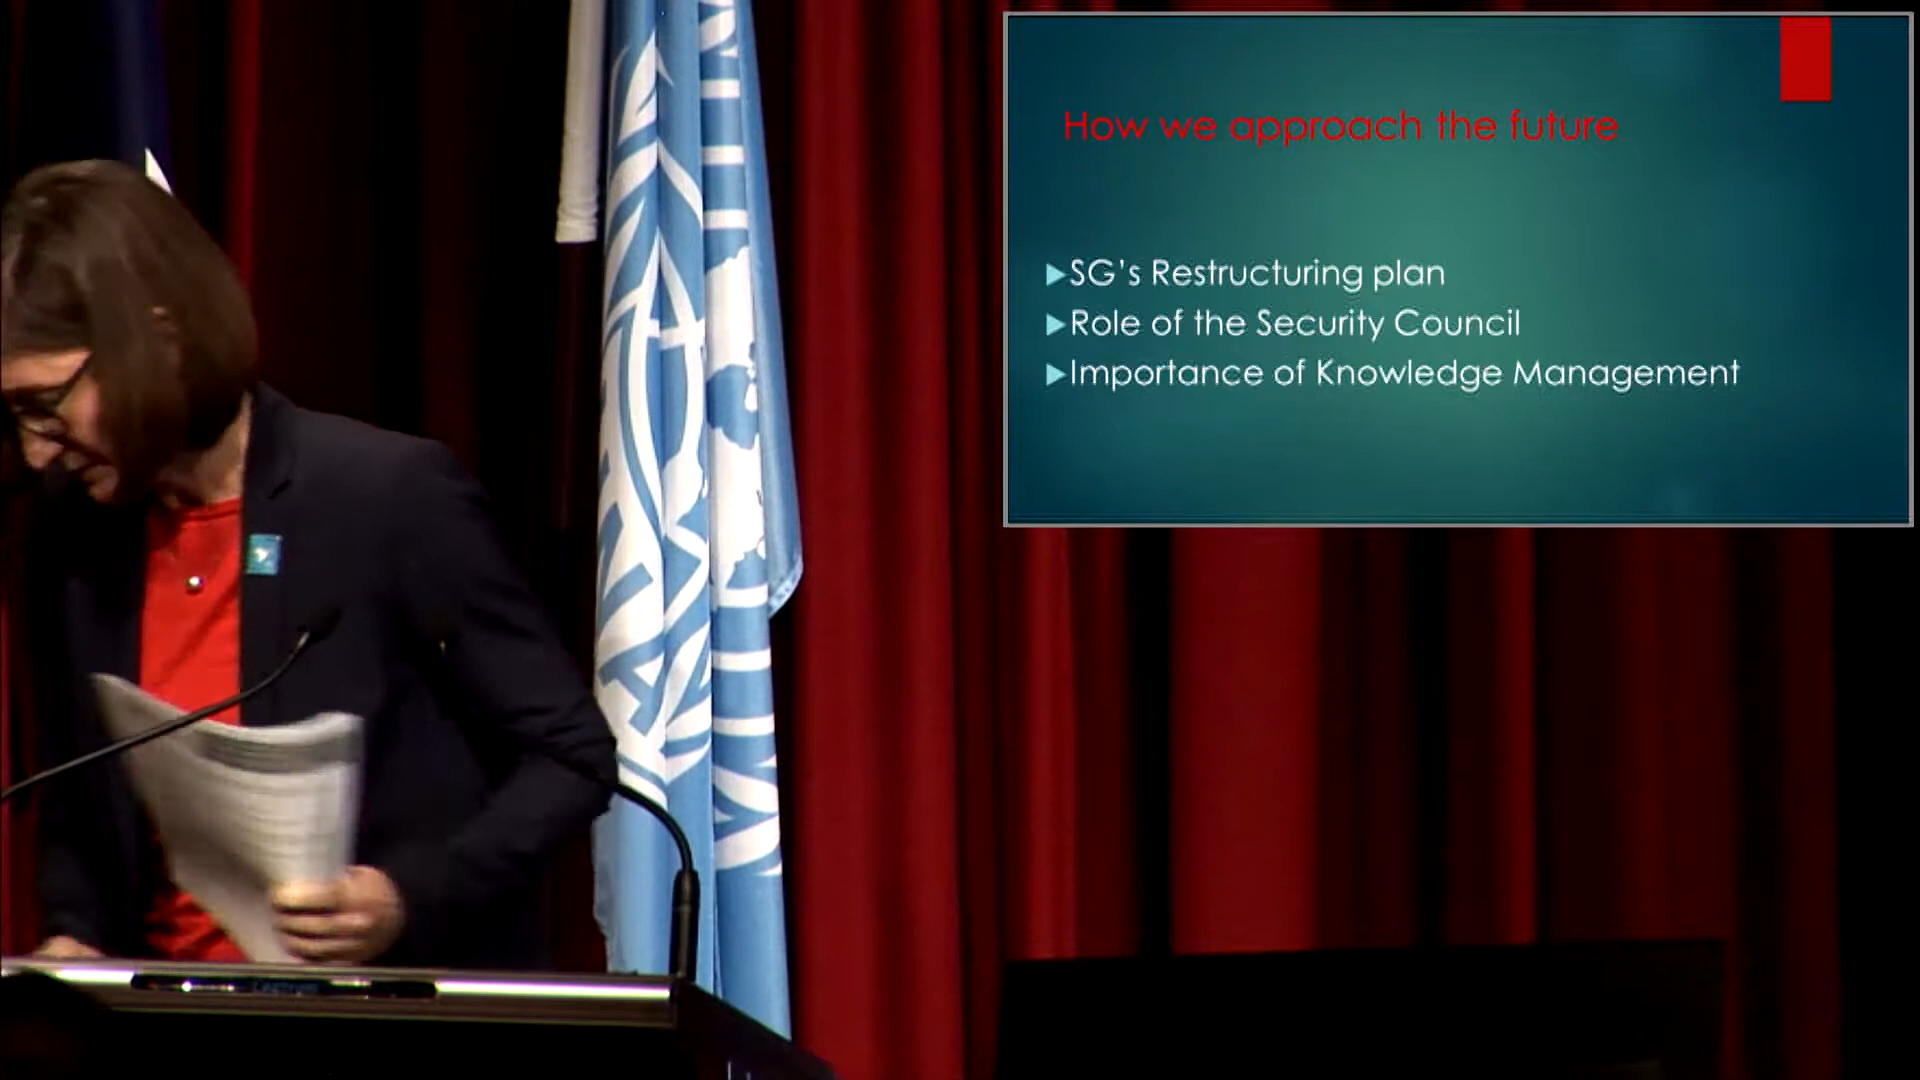 How we approach the future
SG's Restructuring plan
Role of the Security Council
Importance of Knowledge Management